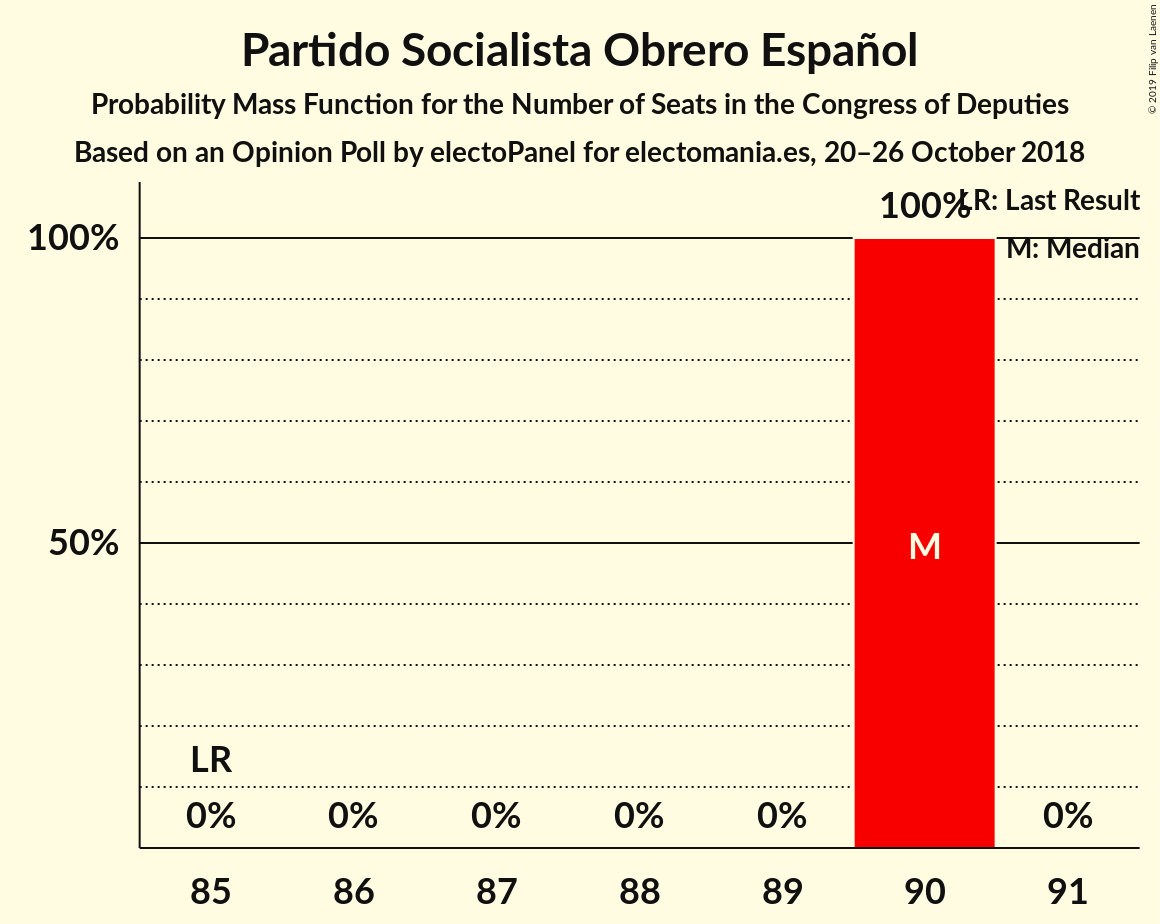 Partido Socialista Obrero Español
Probability Mass Function for the Number of Seats in the Congress of Deputies
Based on an Opinion Poll by electoPanel for electomania.es, 20–26 October 2018
© 2019 Filip van Laenen
LR: Last Result
M: Median
100%
100%
50%
M
LR
0%
0%
0%
0%
0%
0%
85
86
87
88
89
90
91